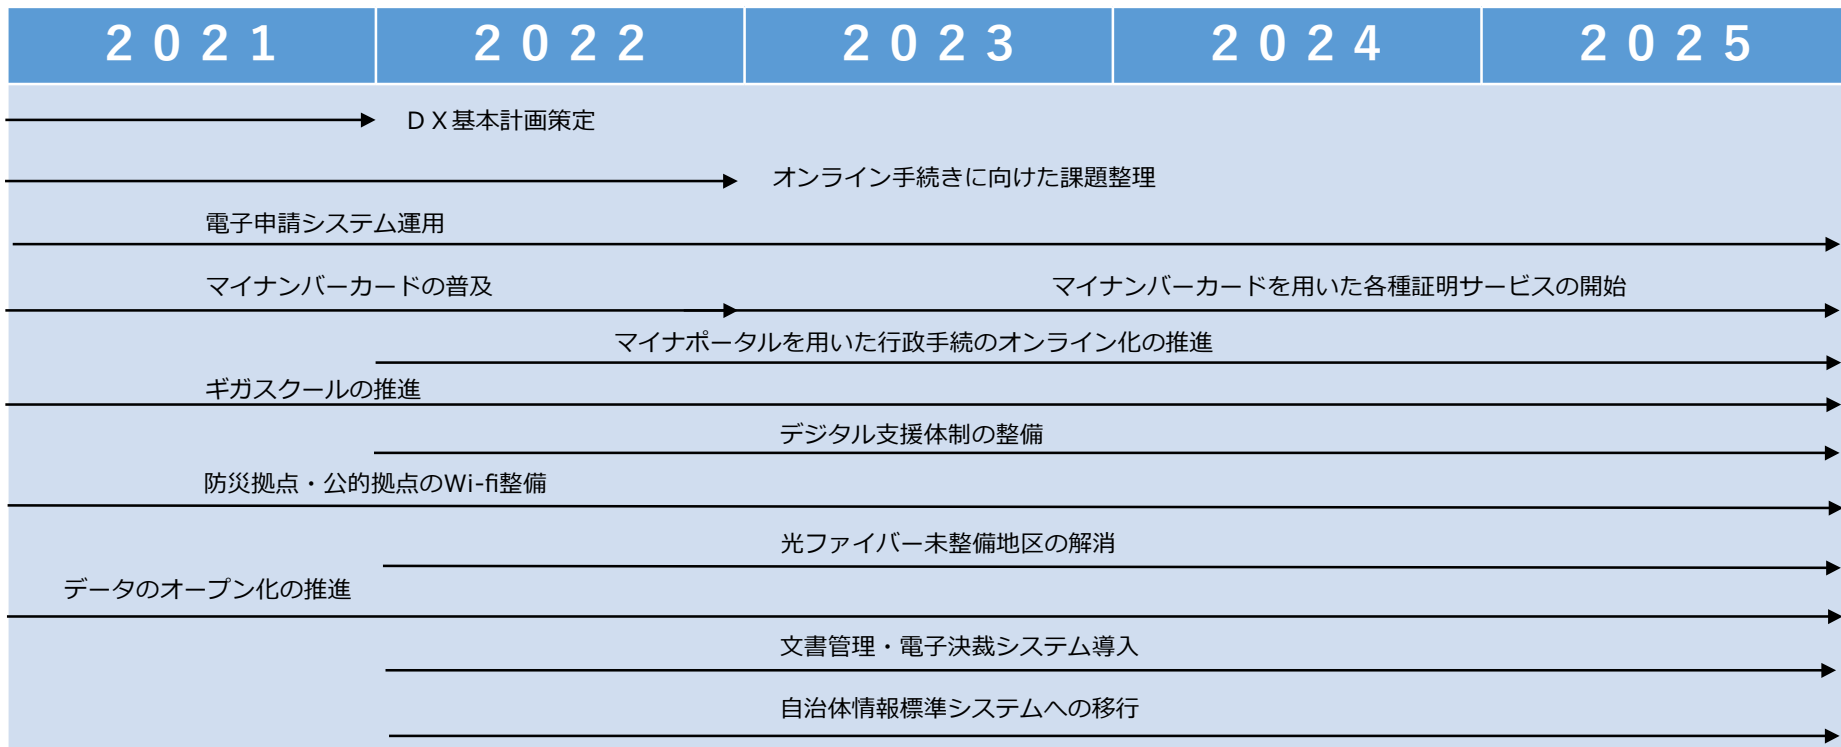 2021 2022 2023 2024 2025
ＤＸ基本計画策定
オンライン手続きに向けた課題整理
電子申請システム運用
マイナンバーカードの普及 マイナンバーカードを用いた各種証明サービスの開始
マイナポータルを用いた行政手続のオンライン化の推進
ギガスクールの推進
デジタル支援体制の整備
防災拠点・公的拠点のWi-fi整備
光ファイバー未整備地区の解消
データのオープン化の推進
文書管理・電子決裁システム導入
自治体情報標準システムへの移行